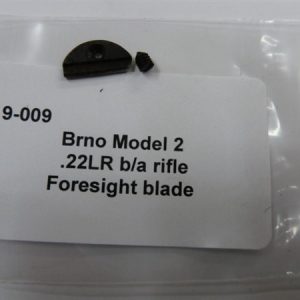 9-009
Brno Model 2
.22LR b/a rifle
Foresight blade